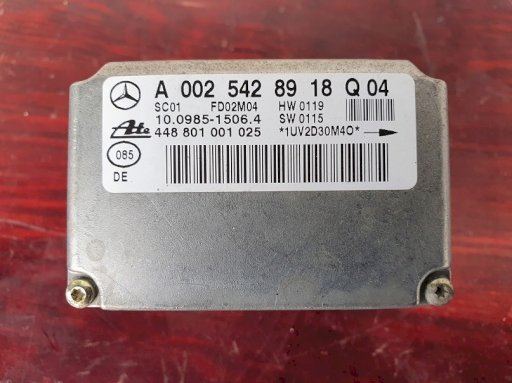 A 002 542 89 18 Q 04
SC01 FD02M04 HW 0119
10.0985-1506.4 SW 0115
Ate 448 801 001 025 *1UV2D30M4O*
085
DE